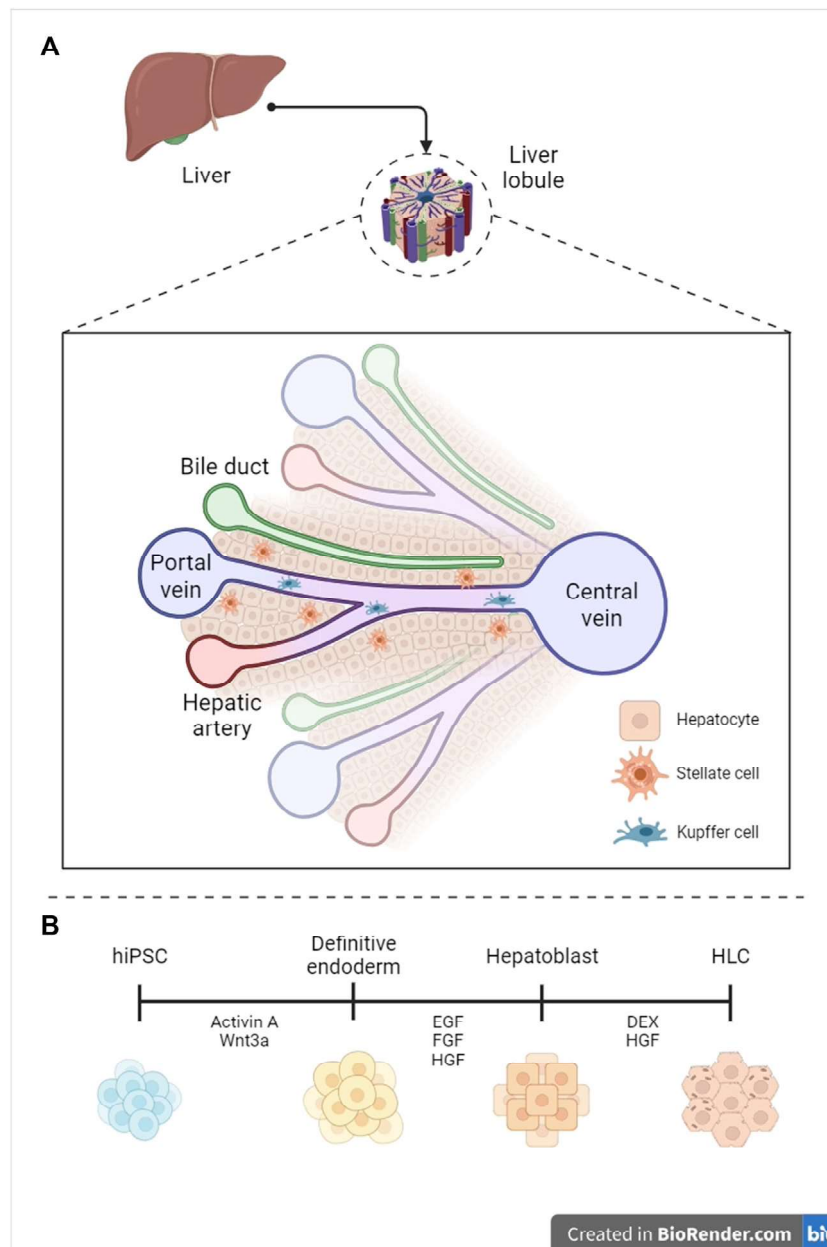 A
Liver
Liver
lobule
Bile duct
Portal
vein
Central
vein
Hepatic
artery
Hepatocyte
Stellate cell
Kupffer cell
B
hiPSC
Definitive
endoderm
Hepatoblast
HLC
Activin A
Wnt3a
EGF
FGF
HGF
DEX
HGF
Created in BioRender.com bi